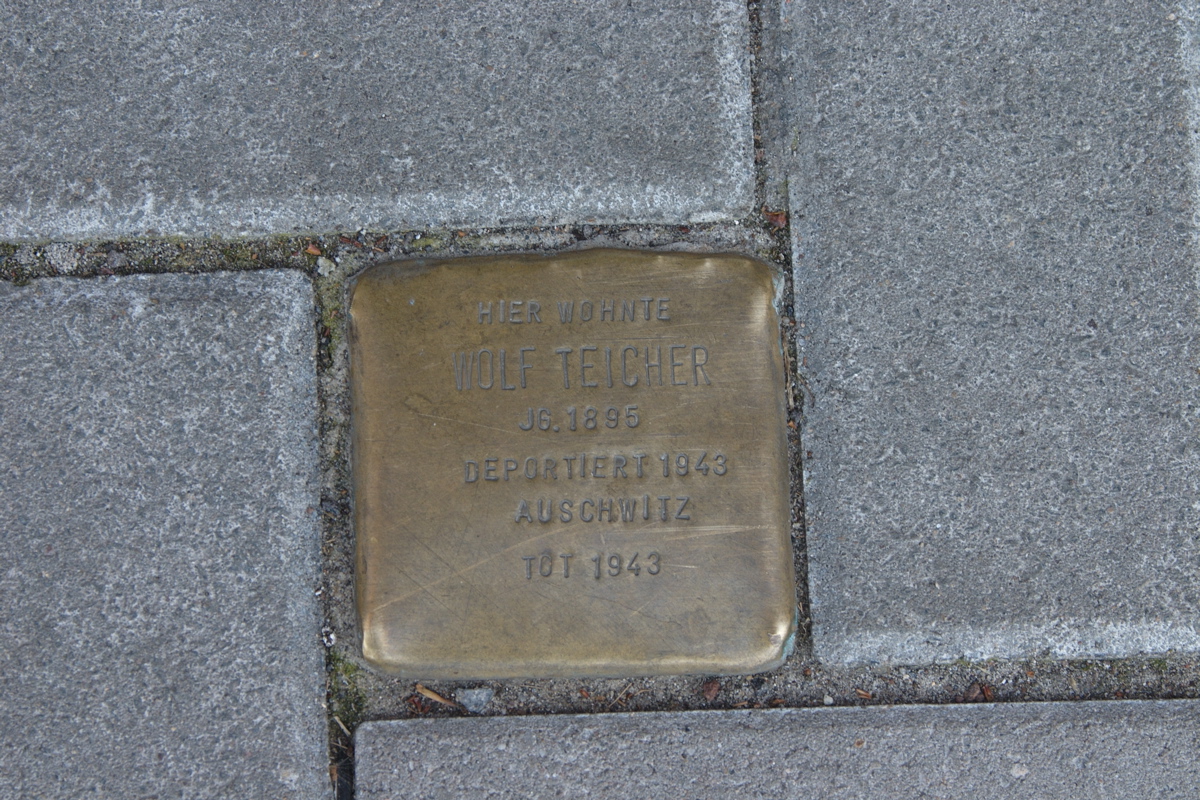 HIER WOHNTE
WOLF TEICHER
JG. 1895
DEPORTIERT 1943
AUSCHWITZ
TOT 1943